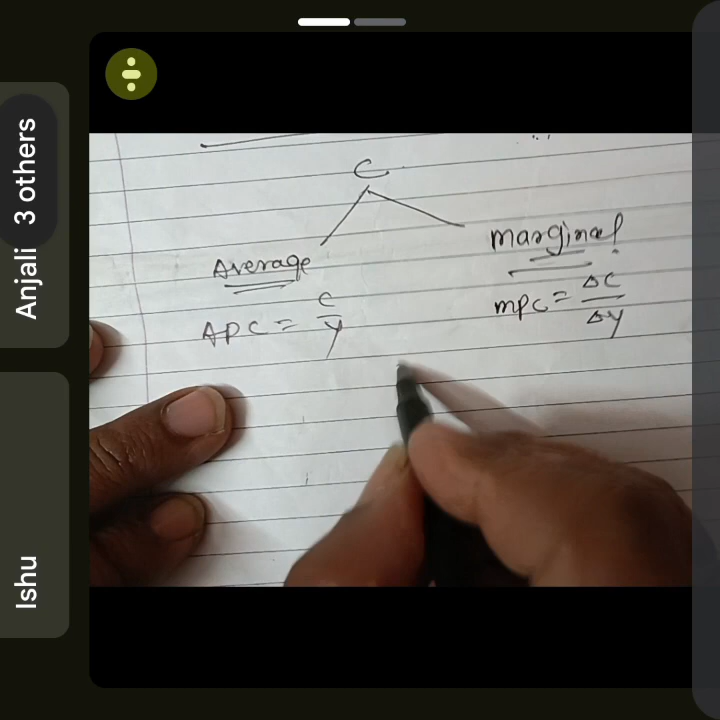 Anjali 3 others
Ishu
C
Average
marginal
APC = C/Y
mpc = ΔC/ΔY